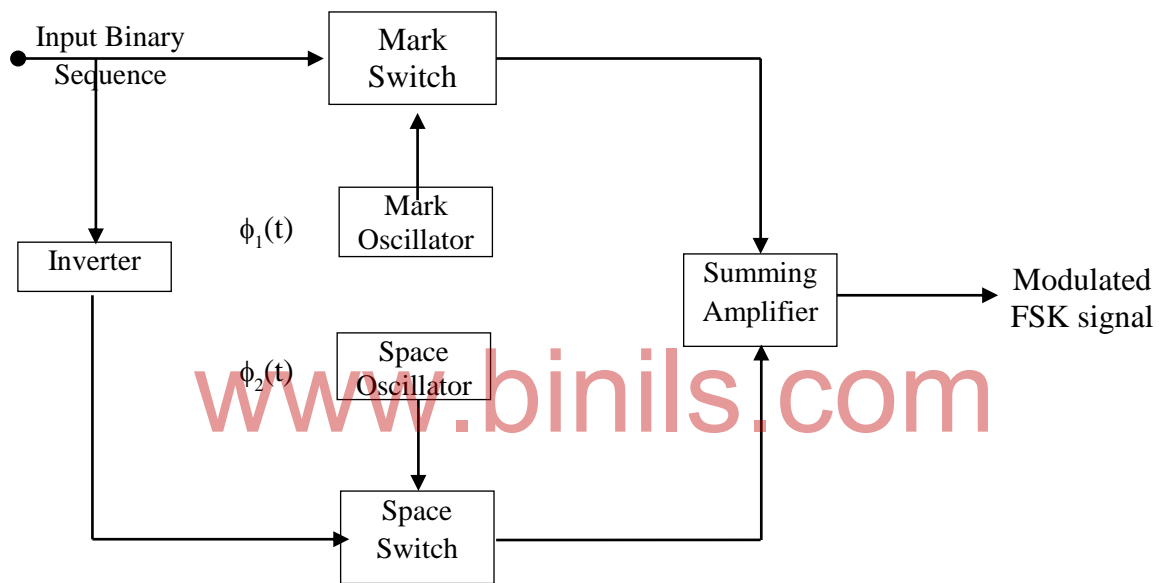 Input Binary
Sequence
Mark
Switch
Mark
Oscillator
ϕ₁(t)
Inverter
Summing
Amplifier
Modulated
FSK signal
Space
Oscillator
ϕ₂(t)
www.binils.com
Space
Switch